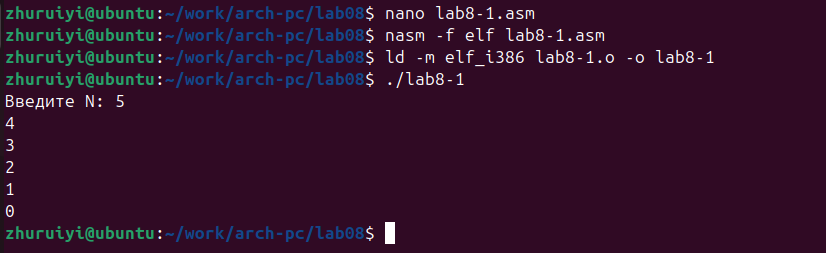 zhuruiyi@ubuntu:~/work/arch-pc/lab08$ nano lab8-1.asm
zhuruiyi@ubuntu:~/work/arch-pc/lab08$ nasm -f elf lab8-1.asm
zhuruiyi@ubuntu:~/work/arch-pc/lab08$ ld -m elf_i386 lab8-1.o -o lab8-1
zhuruiyi@ubuntu:~/work/arch-pc/lab08$ ./lab8-1
Введите N: 5
4
3
2
1
0
zhuruiyi@ubuntu:~/work/arch-pc/lab08$